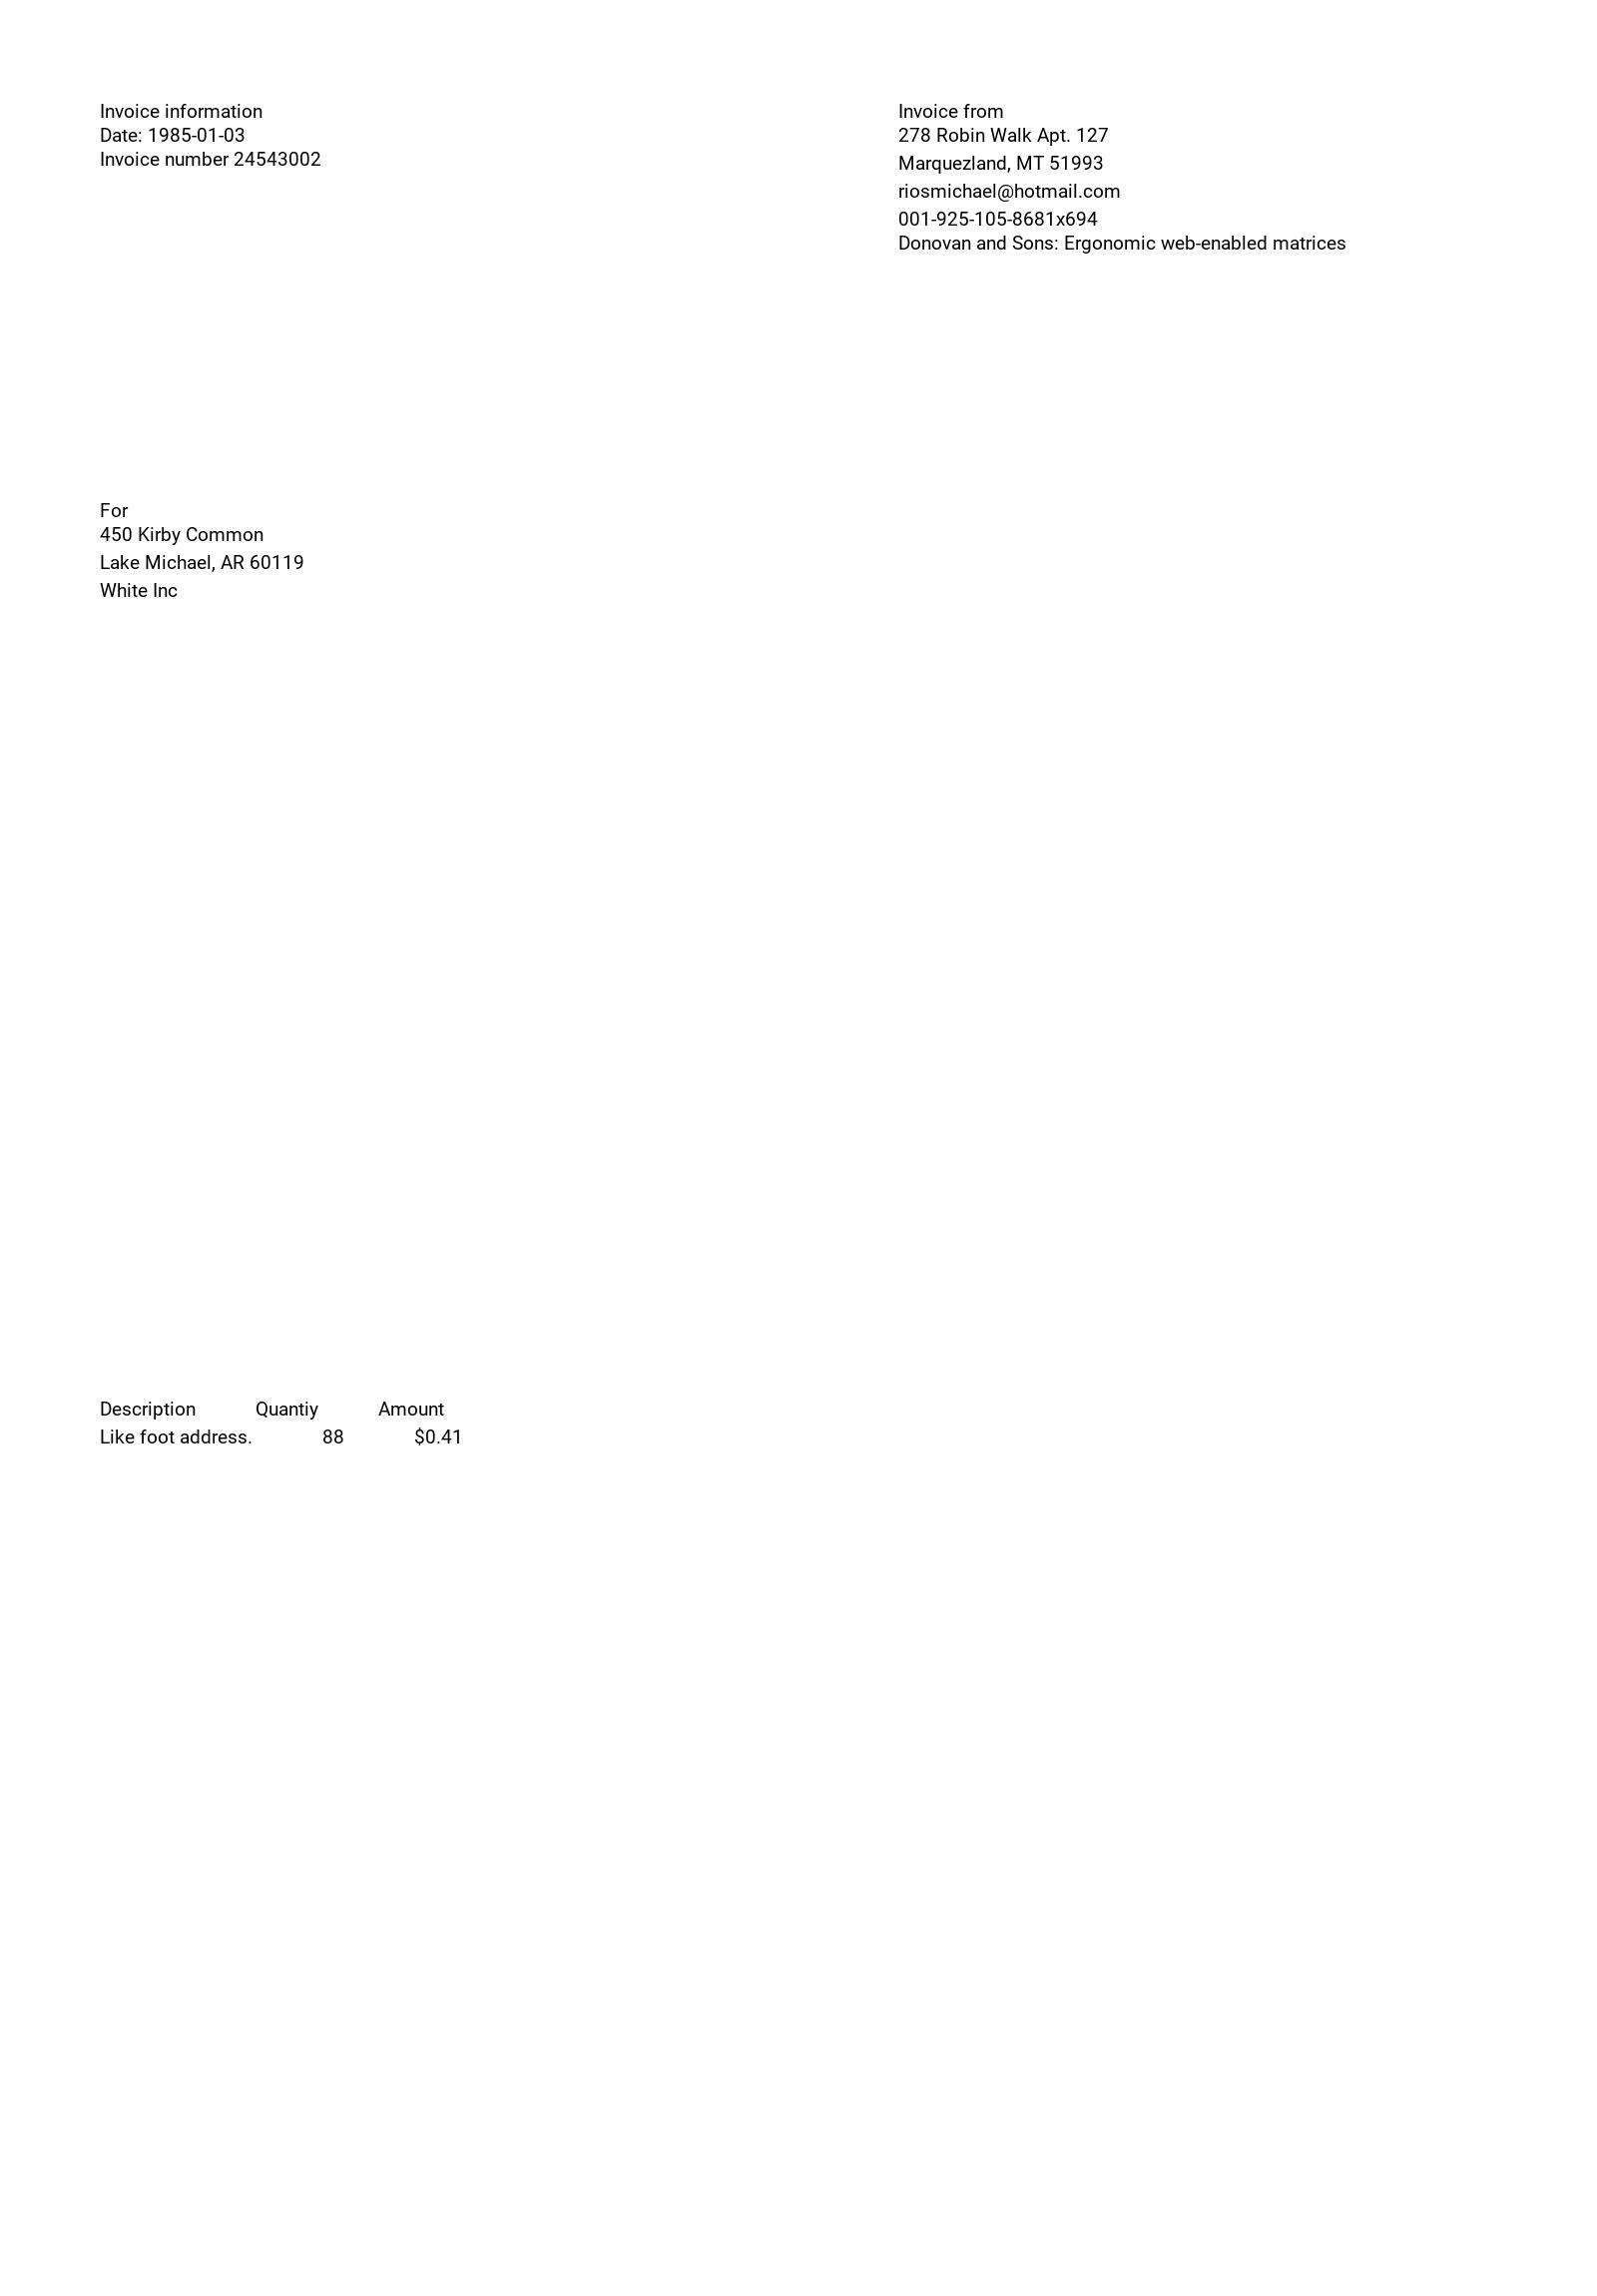 Invoice information
Date: 1985-01-03
Invoice number 24543002
Invoice from
278 Robin Walk Apt. 127
Marquezland, MT 51993
riosmichael@hotmail.com
001-925-105-8681x694
Donovan and Sons: Ergonomic web-enabled matrices
For
450 Kirby Common
Lake Michael, AR 60119
White Inc
Description Quantiy Amount
Like foot address. 88 $0.41